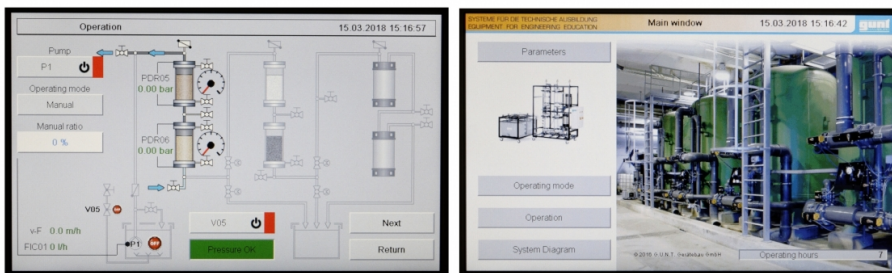 Operation
15.03.2018 15:16:57
Pump
P1
Operating mode
Manual
Manual ratio
0 %
PDR05
0.00 bar
PDR06
0.00 bar
V05
OFF
v-F 0.0 m/h
FIC01 0 l/h
P1
OFF
V05
Pressure OK
Next
Return
SYSTEME FÜR DIE TECHNISCHE AUSBILDUNG
EQUIPMENT FOR ENGINEERING EDUCATION
Main window
15.03.2018 15:16:42
gunt
Parameters
Operating mode
Operation
System Diagram
Operating hours
7